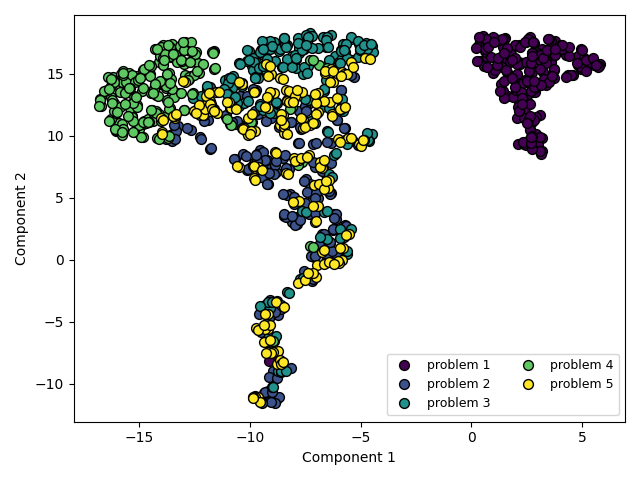 15
10
5
0
−5
−10
Component 2
−15
−10
−5
0
5
Component 1
problem 1
problem 2
problem 3
problem 4
problem 5